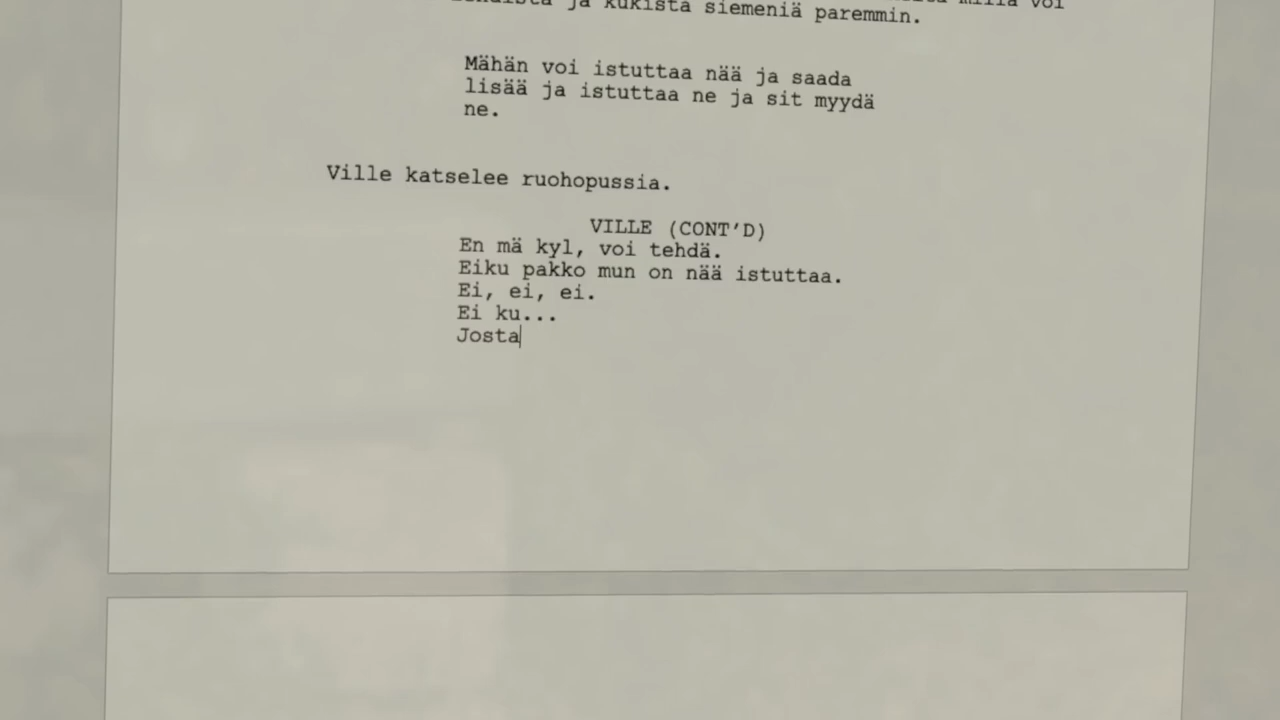 ja kukista siemeniä paremmin.
Mähän voi istuttaa nää ja saada
lisää ja istuttaa ne ja sit myydä
ne.
Ville katselee ruohopussia.
VILLE (CONT'D)
En mä kyl, voi tehdä.
Eiku pakko mun on nää istuttaa.
Ei, ei, ei.
Ei ku...
Josta